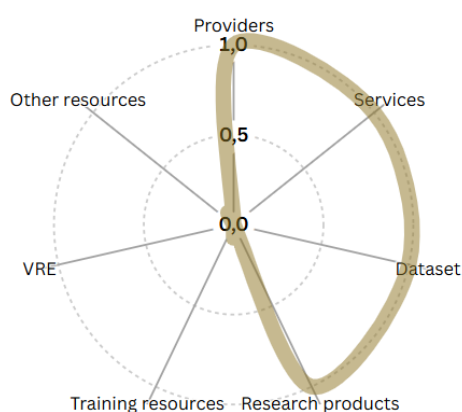 Providers
1,0
Other resources
Services
0,5
0,0
VRE
Dataset
Training resources
Research products